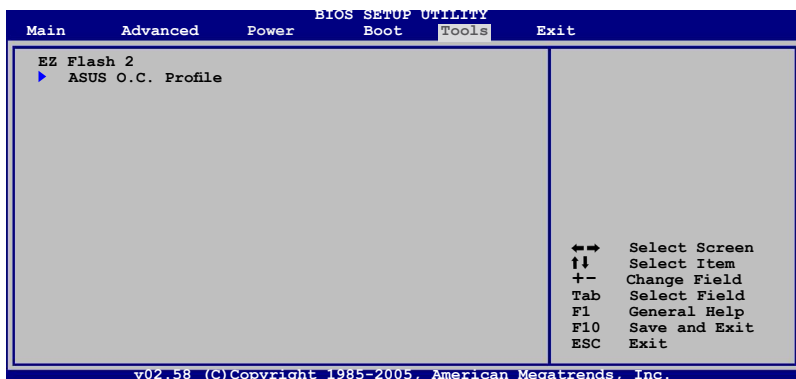 BIOS SETUP UTILITY
Main Advanced Power Boot Tools Exit
EZ Flash 2
ASUS O.C. Profile
←→ Select Screen
↑↓ Select Item
+- Change Field
Tab Select Field
F1 General Help
F10 Save and Exit
ESC Exit
v02.58 (C)Copyright 1985-2005, American Megatrends, Inc.